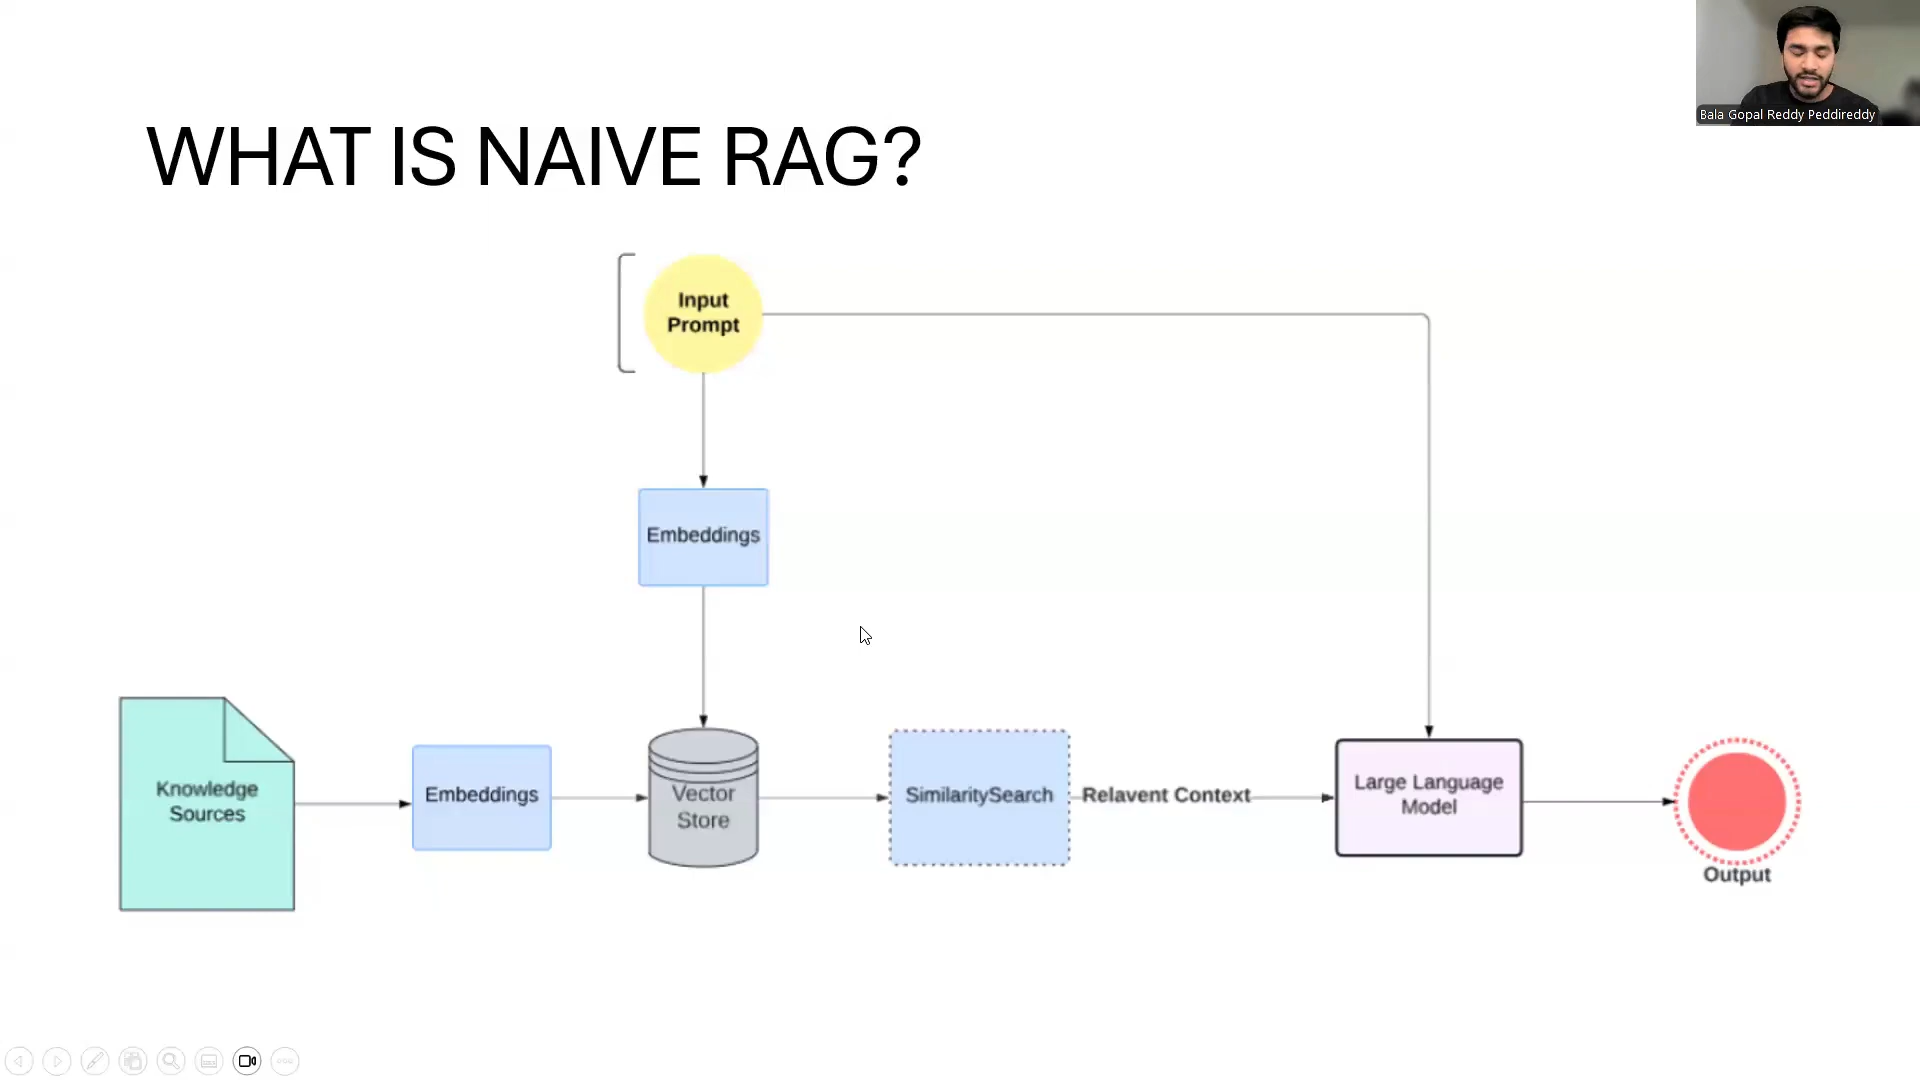 Bala Gopal Reddy Peddireddy
WHAT IS NAIVE RAG?
Input
Prompt
Embeddings
Knowledge
Sources
Embeddings
Vector
Store
SimilaritySearch
Relavent Context
Large Language
Model
Output